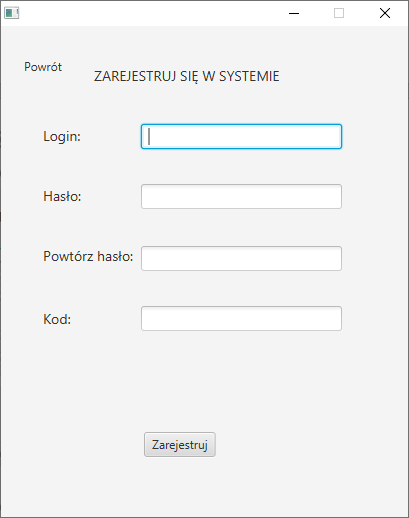 Powrót
ZAREJESTRUJ SIĘ W SYSTEMIE
Login:
Hasło:
Powtórz hasło:
Kod:
Zarejestruj